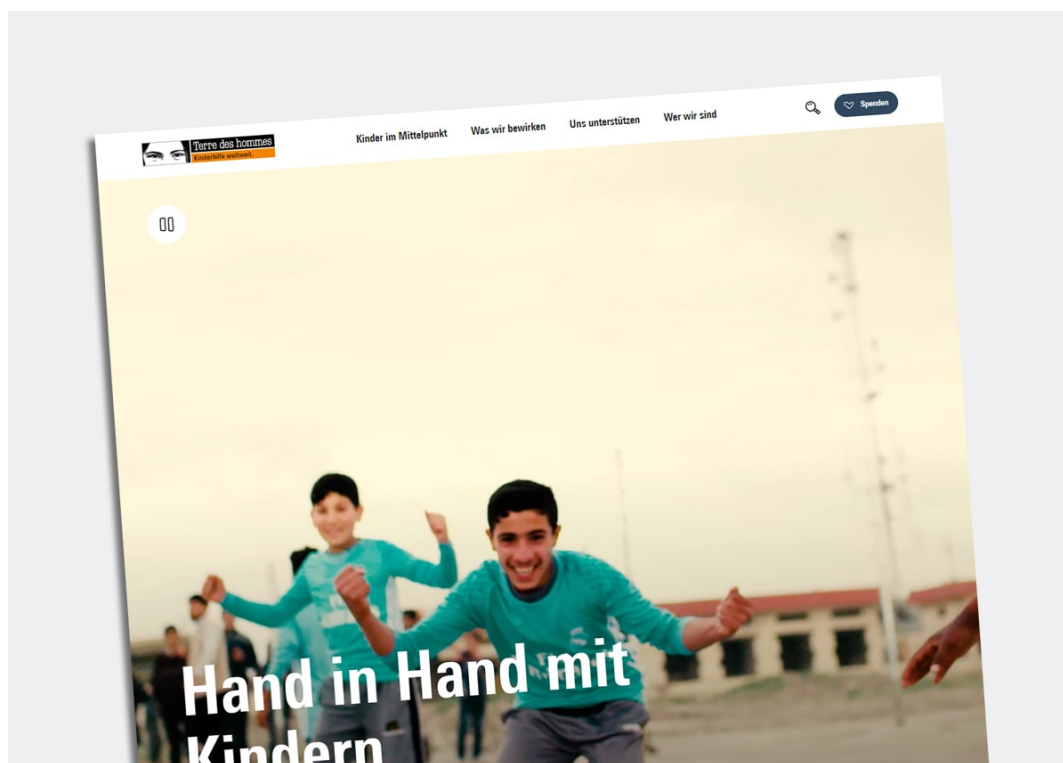 Terre des hommes
Kinderhilfe weltweit.
Kinder im Mittelpunkt
Was wir bewirken
Uns unterstützen
Wer wir sind
Spenden
Hand in Hand mit
Kindern